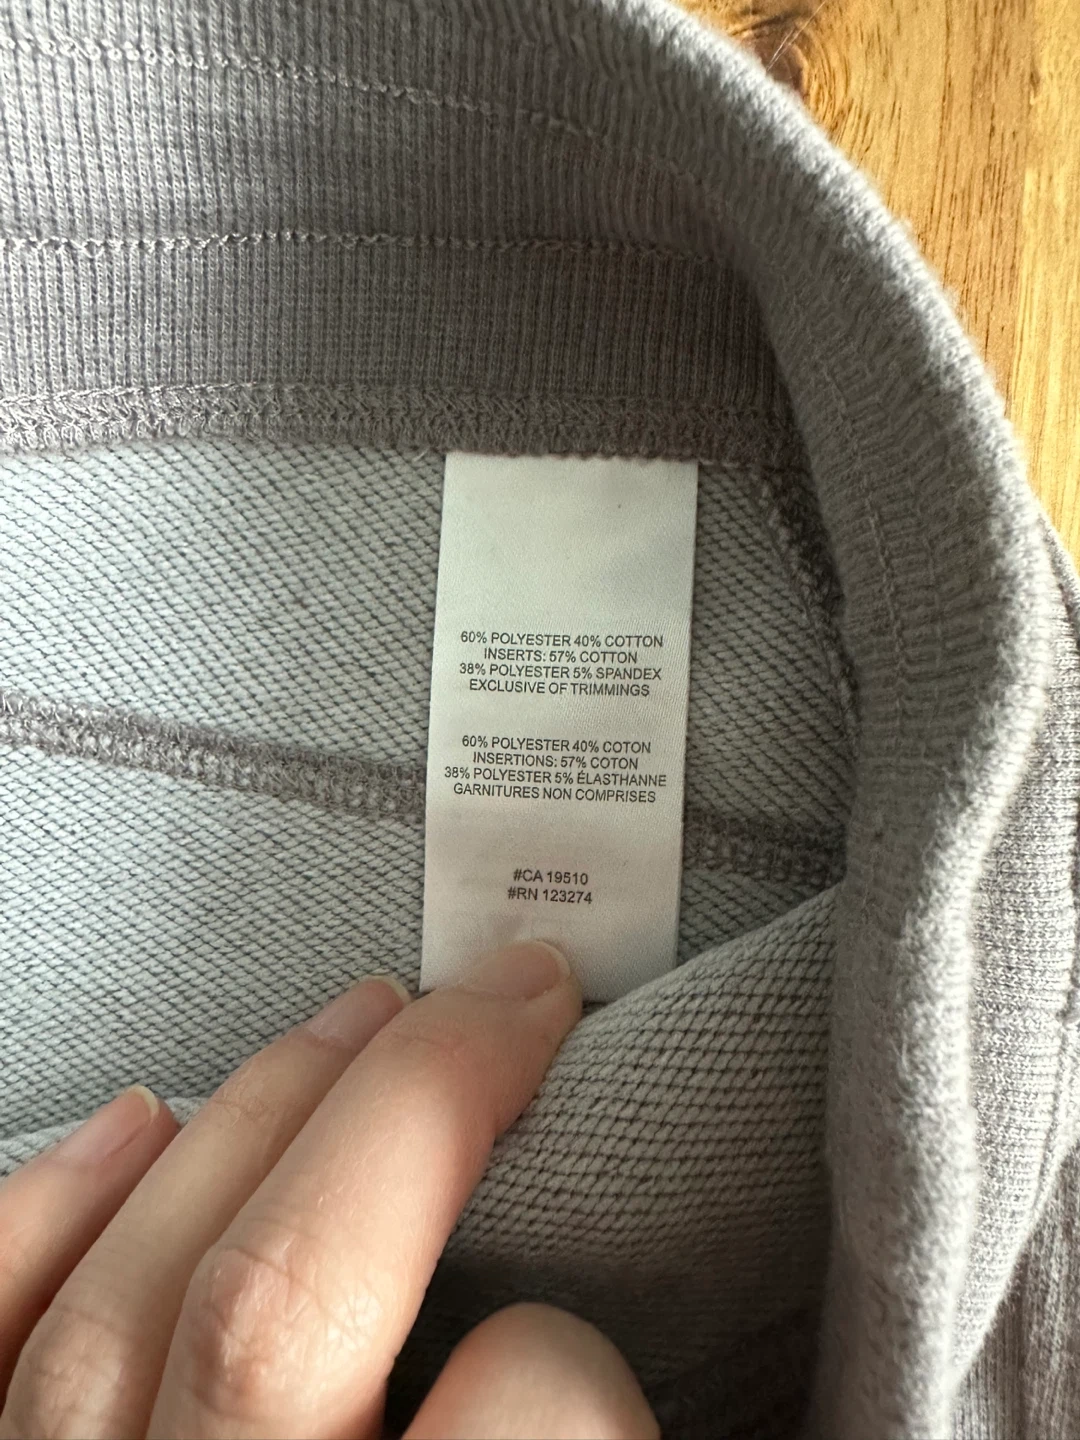 60% POLYESTER 40% COTTON
INSERTS: 57% COTTON
38% POLYESTER 5% SPANDEX
EXCLUSIVE OF TRIMMINGS
60% POLYESTER 40% COTON
INSERTIONS: 57% COTON
38% POLYESTER 5% ÉLASTHANNE
GARNITURES NON COMPRISES
#CA 19510
#RN 123274